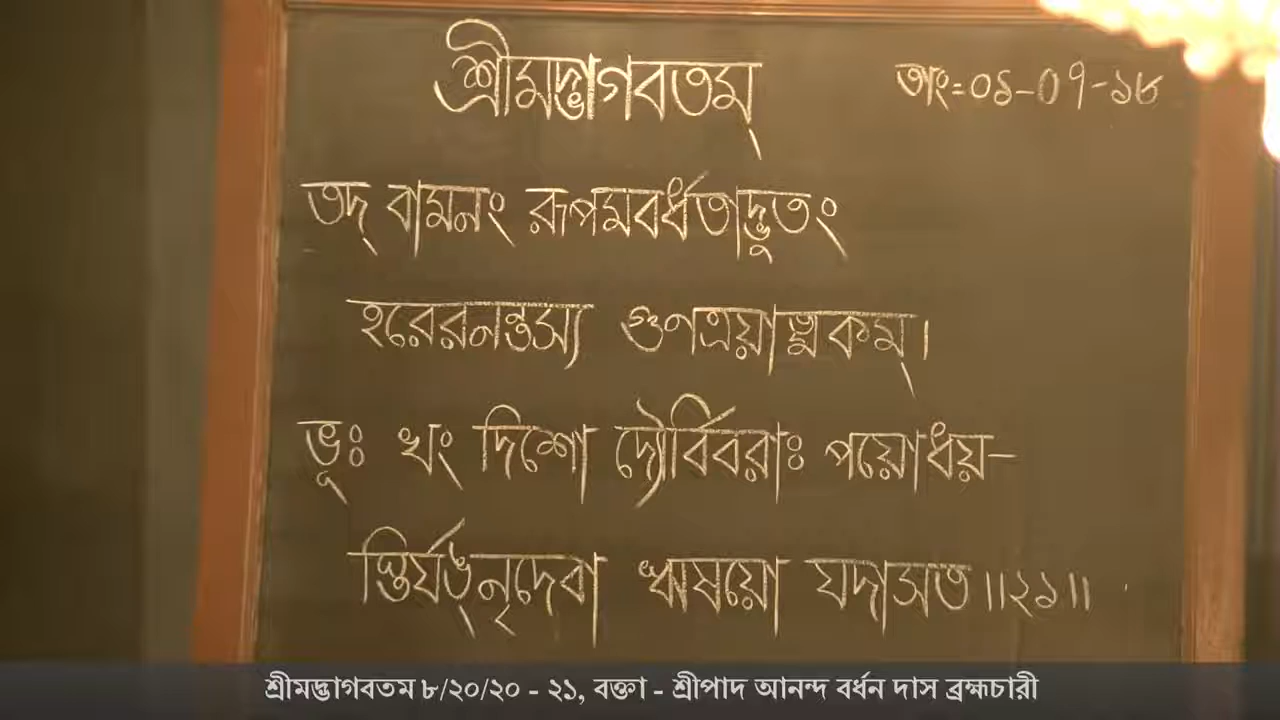 শ্রীমদ্ভাগবতম্
তাং=০১-০৭-১৮
তদ্ বামনং রূপমবর্ধতাদ্ভুতং
হরেরনন্তস্য গুণত্রয়াত্মকম্।
ভূঃ খং দিশো দ্যৌর্বিবরাঃ পয়োধয়-
স্তির্যঙ্নৃদেবা ঋষয়ো যদাসত॥২১॥
শ্রীমদ্ভাগবতম ৮/২০/২০ - ২১, বক্তা - শ্রীপাদ আনন্দ বর্ধন দাস ব্রহ্মচারী